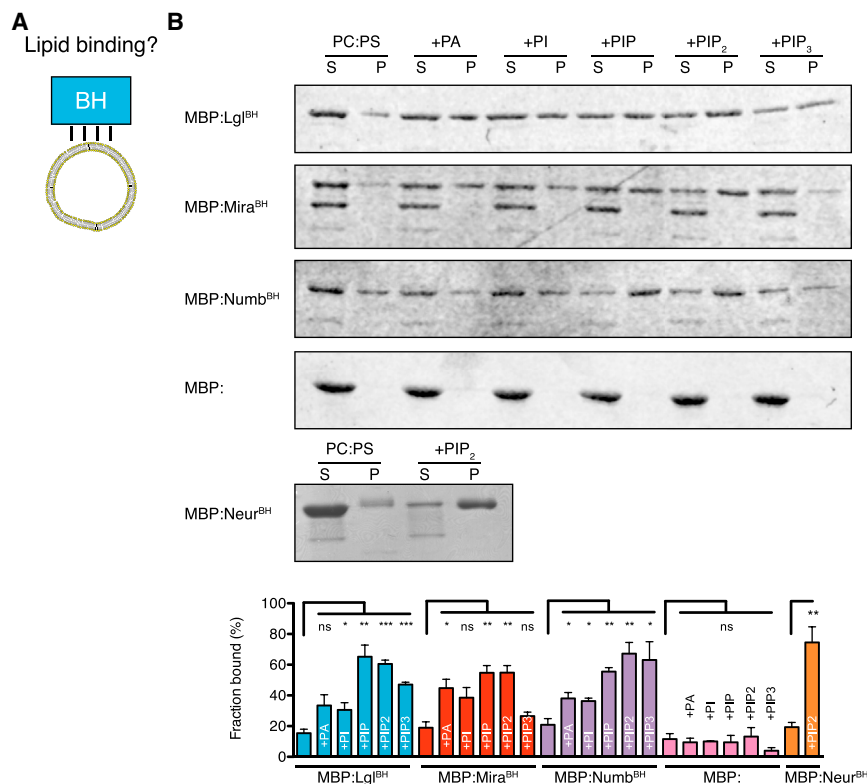 A
B
Lipid binding?
BH
PC:PS +PA +PI +PIP +PIP2 +PIP3
S P S P S P S P S P S P
MBP:LglBH
MBP:MiraBH
MBP:NumbBH
MBP:
PC:PS +PIP2
S P S P
MBP:NeurBH
Fraction bound (%)
100
80
60
40
20
0
ns * ** *** ***
* ns ** ** ns
* * ** ** *
ns
**
+PA +PI +PIP +PIP2 +PIP3
+PA +PI +PIP +PIP2 +PIP3
+PA +PI +PIP +PIP2 +PIP3
+PA +PI +PIP +PIP2 +PIP3
+PIP2
MBP:LglBH MBP:MiraBH MBP:NumbBH MBP: MBP:NeurBH